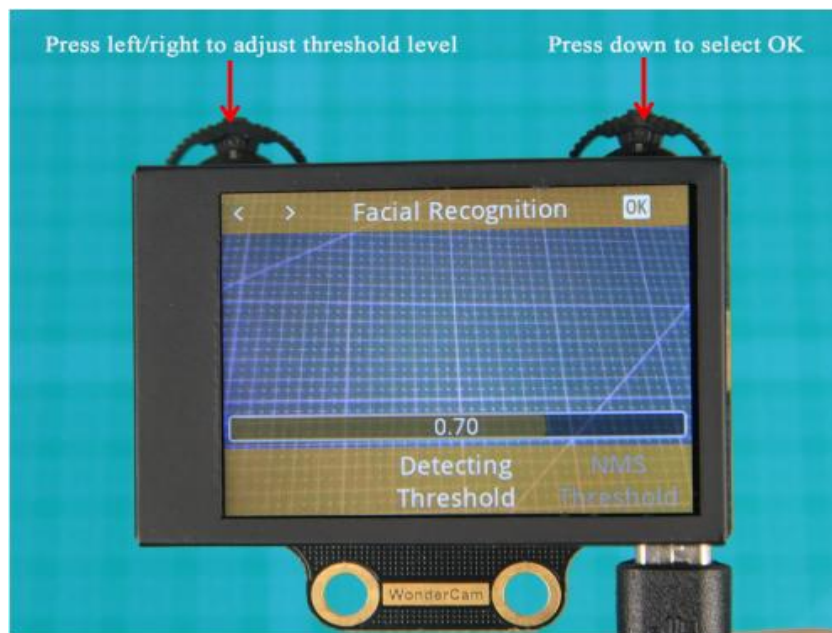 Press left/right to adjust threshold level
Press down to select OK
< > Facial Recognition OK
0.70
Detecting Threshold
NMS Threshold
WonderCam